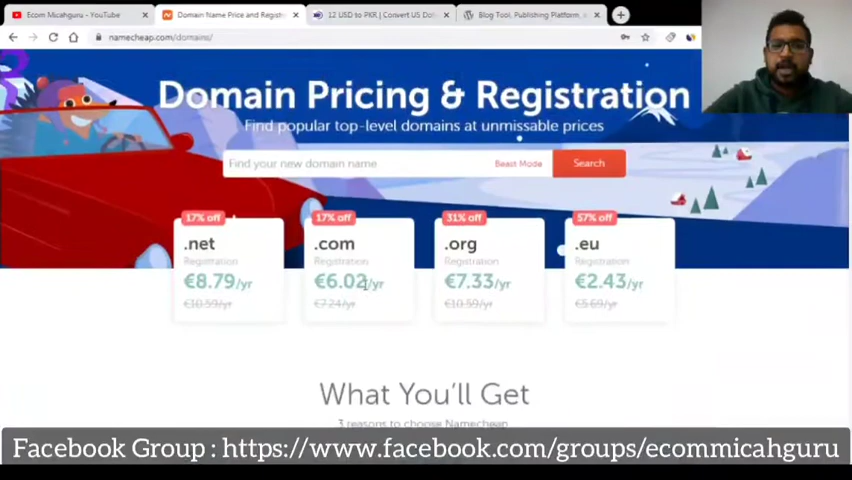 Ecom Micahguru - YouTube
Domain Name Price and Registr
12 USD to PKR | Convert US Do
Blog Tool, Publishing Platform,
namecheap.com/domains/
Domain Pricing & Registration
Find popular top-level domains at unmissable prices
Find your new domain name
Beast Mode
Search
17% off
.net
Registration
€8.79/yr
€10.59/yr
17% off
.com
Registration
€6.02/yr
€7.24/yr
31% off
.org
Registration
€7.33/yr
€10.59/yr
57% off
.eu
Registration
€2.43/yr
€5.69/yr
What You'll Get
3 reasons to choose Namecheap
Facebook Group : https://www.facebook.com/groups/ecommicahguru